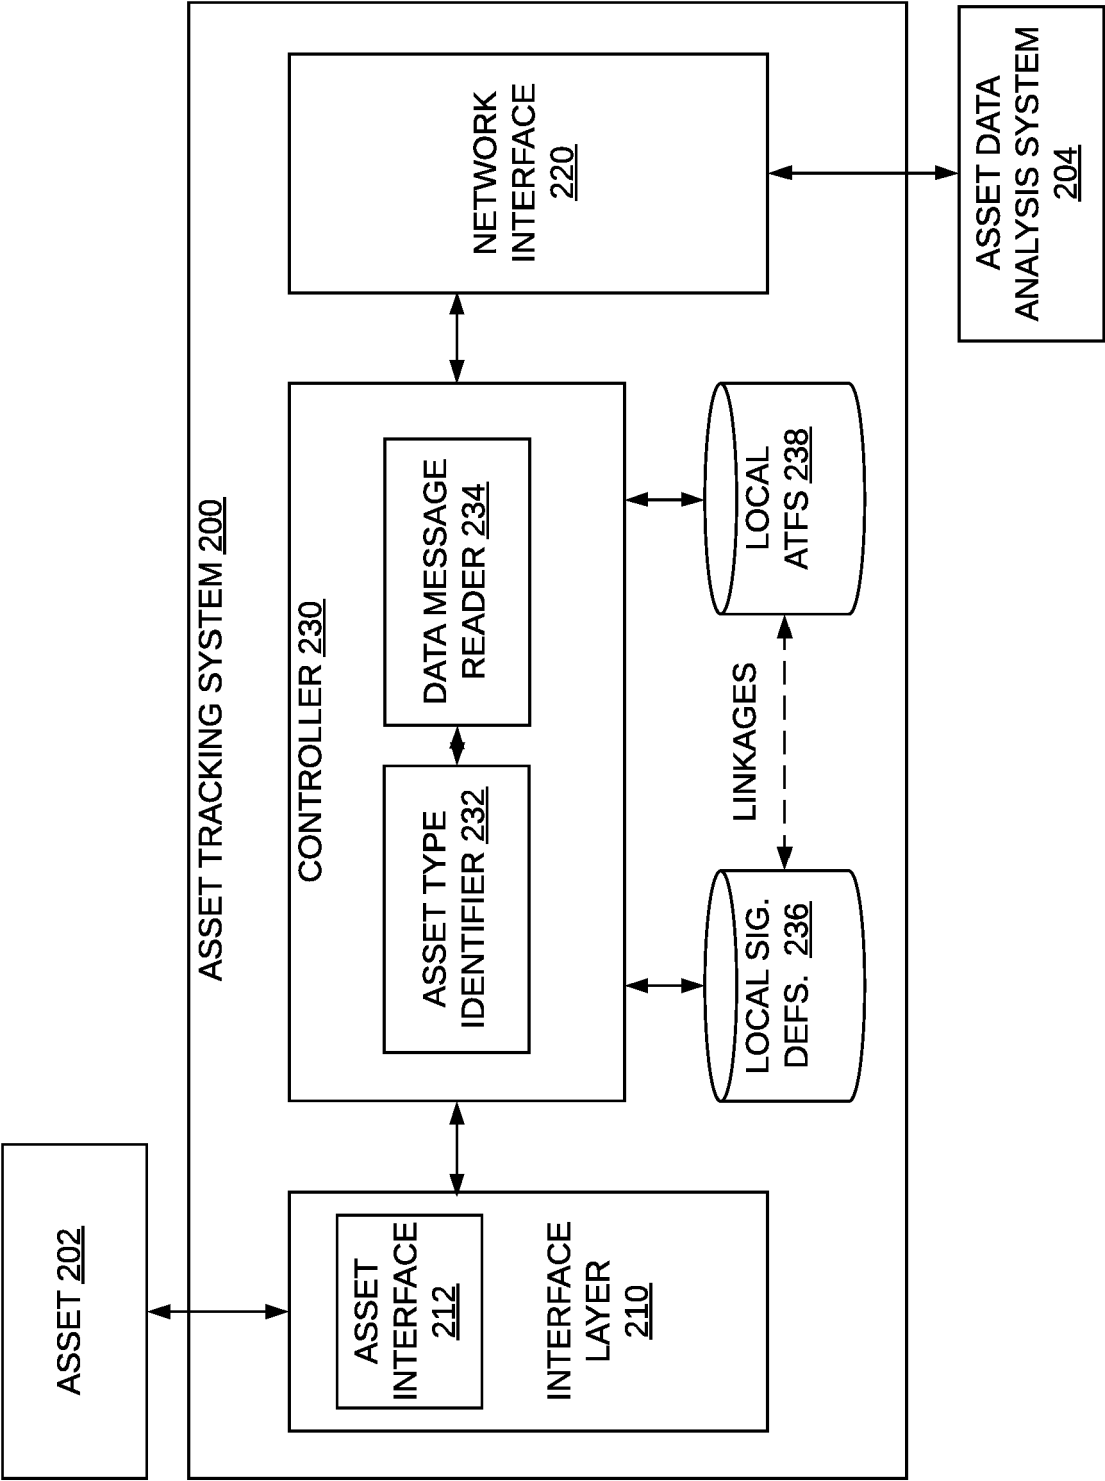 ASSET 202
ASSET TRACKING SYSTEM 200
ASSET
INTERFACE
212
INTERFACE
LAYER
210
CONTROLLER 230
ASSET TYPE
IDENTIFIER 232
DATA MESSAGE
READER 234
NETWORK
INTERFACE
220
LOCAL SIG.
DEFS. 236
LINKAGES
LOCAL
ATFS 238
ASSET DATA
ANALYSIS SYSTEM
204